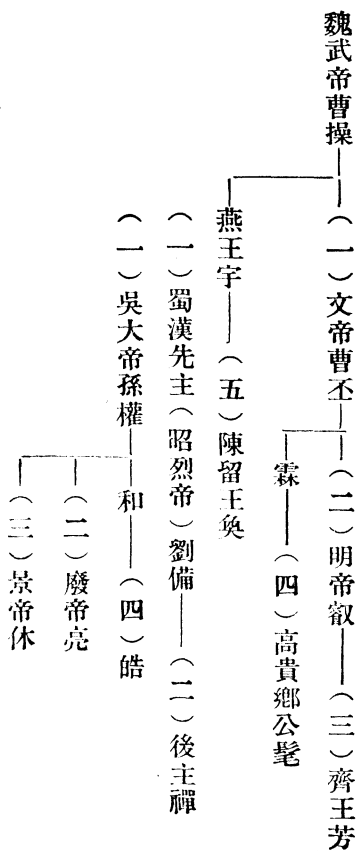 魏武帝曹操
（一）文帝曹丕
（二）明帝叡
（三）齊王芳
霖
（四）高貴鄉公髦
燕王宇
（五）陳留王奐
（一）蜀漢先主（昭烈帝）劉備
（二）後主禪
（一）吳大帝孫權
和
（四）皓
（二）廢帝亮
（三）景帝休